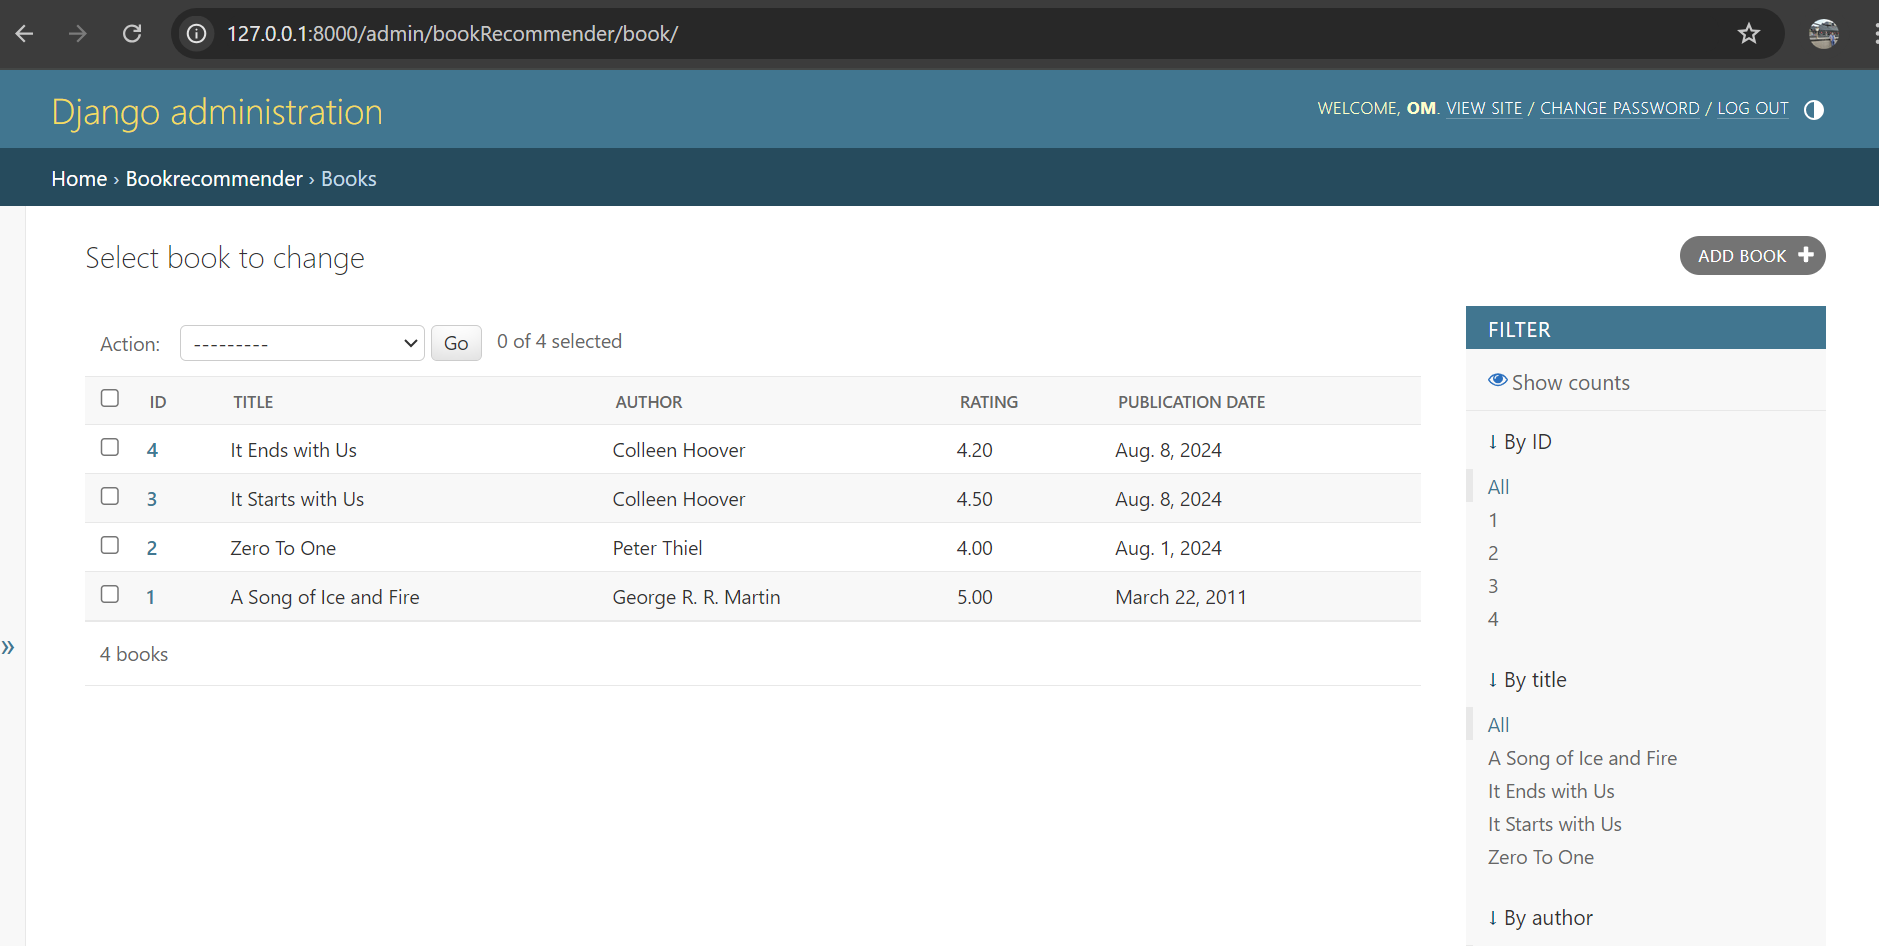 127.0.0.1:8000/admin/bookRecommender/book/
Django administration
WELCOME, OM. VIEW SITE / CHANGE PASSWORD / LOG OUT
Home › Bookrecommender › Books
Select book to change
ADD BOOK
Action: --------- Go 0 of 4 selected
ID TITLE AUTHOR RATING PUBLICATION DATE
4 It Ends with Us Colleen Hoover 4.20 Aug. 8, 2024
3 It Starts with Us Colleen Hoover 4.50 Aug. 8, 2024
2 Zero To One Peter Thiel 4.00 Aug. 1, 2024
1 A Song of Ice and Fire George R. R. Martin 5.00 March 22, 2011
4 books
»
FILTER
Show counts
↓ By ID
All
1
2
3
4
↓ By title
All
A Song of Ice and Fire
It Ends with Us
It Starts with Us
Zero To One
↓ By author